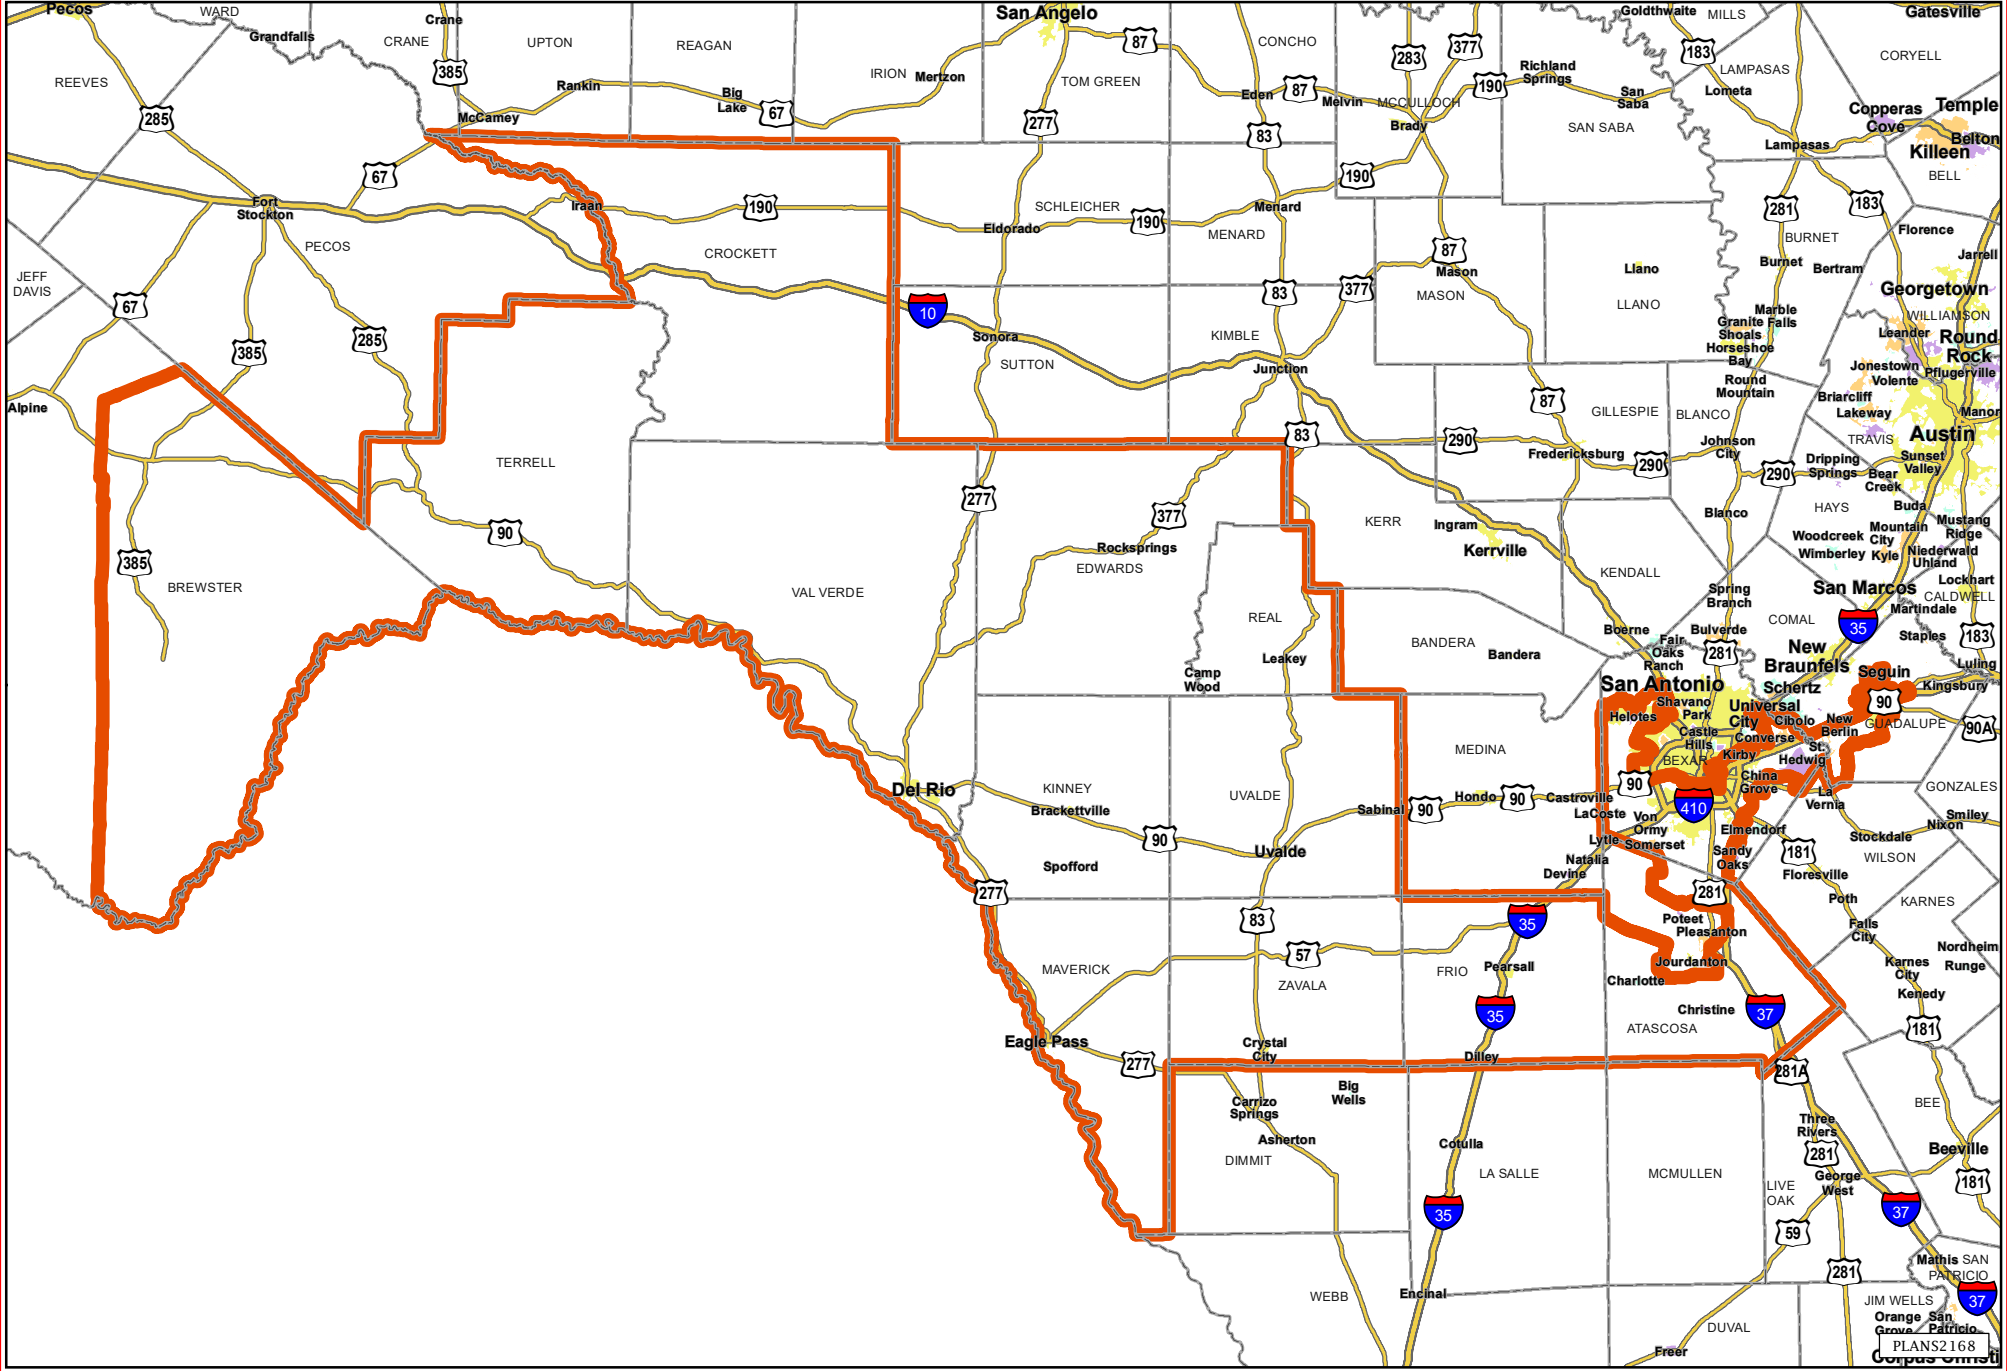 Pecos
WARD
Grandfalls
Crane
CRANE
UPTON
REAGAN
San Angelo
87
CONCHO
283
377
Goldthwaite
MILLS
183
Gatesville
CORYELL
REEVES
385
Rankin
Big
Lake
67
IRION
Mertzon
TOM GREEN
Eden
87
Melvin
MCCULLOCH
190
Richland
Springs
San
Saba
LAMPASAS
Lometa
Copperas
Cove
Temple
Belton
Killeen
BELL
285
McCamey
277
83
Brady
SAN SABA
Lampasas
67
190
281
183
Fort
Stockton
Iraan
190
SCHLEICHER
190
Menard
MENARD
Eldorado
BURNET
Florence
PECOS
CROCKETT
87
Mason
MASON
Llano
LLANO
Burnet
Bertram
Jarrell
JEFF
DAVIS
67
83
377
Georgetown
WILLIAMSON
10
Marble
Falls
Granite
Shoals
Horseshoe
Bay
Leander
Round
Rock
385
285
Sonora
SUTTON
KIMBLE
Junction
Round
Mountain
Jonestown
Volente
Pflugerville
Briarcliff
Lakeway
Manor
Alpine
87
GILLESPIE
BLANCO
TRAVIS
Austin
83
290
Fredericksburg
290
Johnson
City
290
Dripping
Springs
Bear
Creek
Sunset
Valley
TERRELL
277
377
KERR
Ingram
Kerrville
Blanco
HAYS
Buda
Mountain
City
Mustang
Ridge
Woodcreek
Wimberley
Kyle
Niederwald
Uhland
90
Rocksprings
EDWARDS
385
BREWSTER
VAL VERDE
KENDALL
Spring
Branch
San Marcos
Lockhart
CALDWELL
Martindale
REAL
Leakey
Camp
Wood
BANDERA
Bandera
Boerne
Fair
Oaks
Ranch
Bulverde
281
COMAL
35
Staples
183
New
Braunfels
Luling
Seguin
Kingsbury
San Antonio
Schertz
90
Helotes
Shavano
Park
Universal
City
Cibolo
New
Berlin
GUADALUPE
90A
MEDINA
Castle
Hills
Converse
BEXAR
Kirby
St.
Hedwig
Del Rio
KINNEY
Brackettville
UVALDE
Sabinal
90
Hondo
90
Castroville
LaCoste
90
China
Grove
GONZALES
410
La
Vernia
Smiley
Nixon
Von
Ormy
Elmendorf
Stockdale
90
Uvalde
Lytle
Somerset
Sandy
Oaks
181
WILSON
Spofford
Natalia
Devine
Floresville
277
281
Poth
KARNES
83
35
Poteet
Pleasanton
Falls
City
Nordheim
Runge
MAVERICK
57
ZAVALA
FRIO
Pearsall
Jourdanton
Charlotte
Karnes
City
Kenedy
35
Christine
37
ATASCOSA
181
Eagle Pass
277
Crystal
City
Dilley
281A
Carrizo
Springs
Big
Wells
BEE
Three
Rivers
Asherton
DIMMIT
Cotulla
LA SALLE
MCMULLEN
281
Beeville
181
LIVE
OAK
George
West
35
37
59
Mathis
SAN
PATRICIO
281
WEBB
Encinal
37
JIM WELLS
Orange
Grove
San
Patricio
DUVAL
Freer
PLANS2168
Corpus Christi